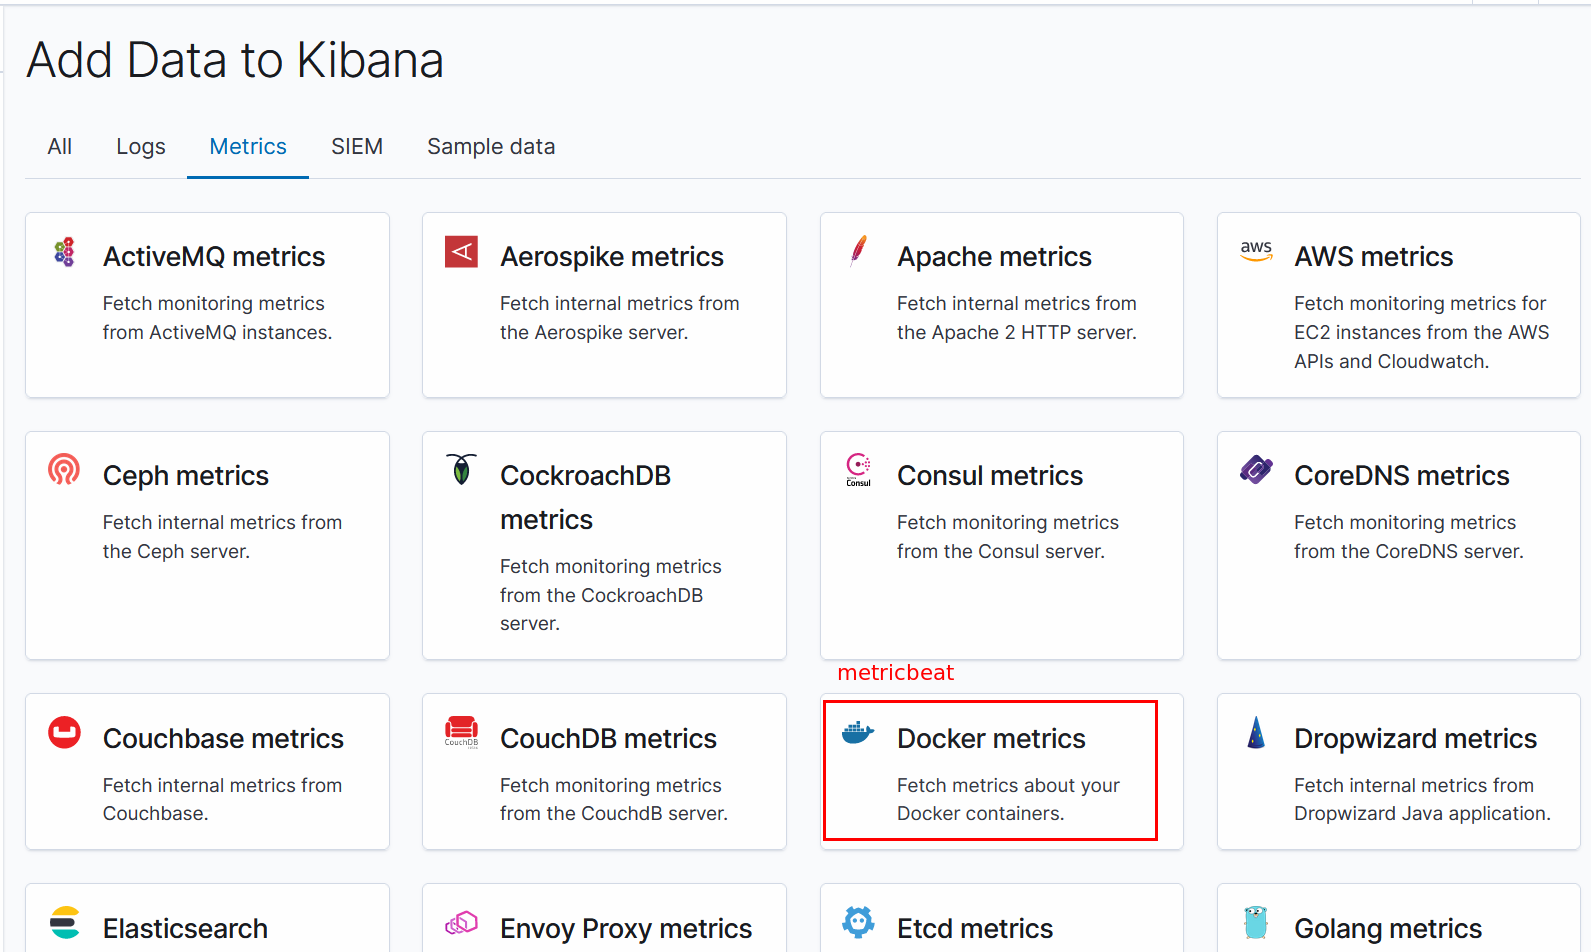 Add Data to Kibana
All
Logs
Metrics
SIEM
Sample data
ActiveMQ metrics
Fetch monitoring metrics
from ActiveMQ instances.
Aerospike metrics
Fetch internal metrics from
the Aerospike server.
Apache metrics
Fetch internal metrics from
the Apache 2 HTTP server.
aws
AWS metrics
Fetch monitoring metrics for
EC2 instances from the AWS
APIs and Cloudwatch.
Ceph metrics
Fetch internal metrics from
the Ceph server.
CockroachDB
metrics
Fetch monitoring metrics
from the CockroachDB
server.
Consul
Consul metrics
Fetch monitoring metrics
from the Consul server.
CoreDNS metrics
Fetch monitoring metrics
from the CoreDNS server.
metricbeat
Couchbase metrics
Fetch internal metrics from
Couchbase.
CouchDB
CouchDB metrics
Fetch monitoring metrics
from the CouchdB server.
Docker metrics
Fetch metrics about your
Docker containers.
Dropwizard metrics
Fetch internal metrics from
Dropwizard Java application.
Elasticsearch
Envoy Proxy metrics
Etcd metrics
Golang metrics